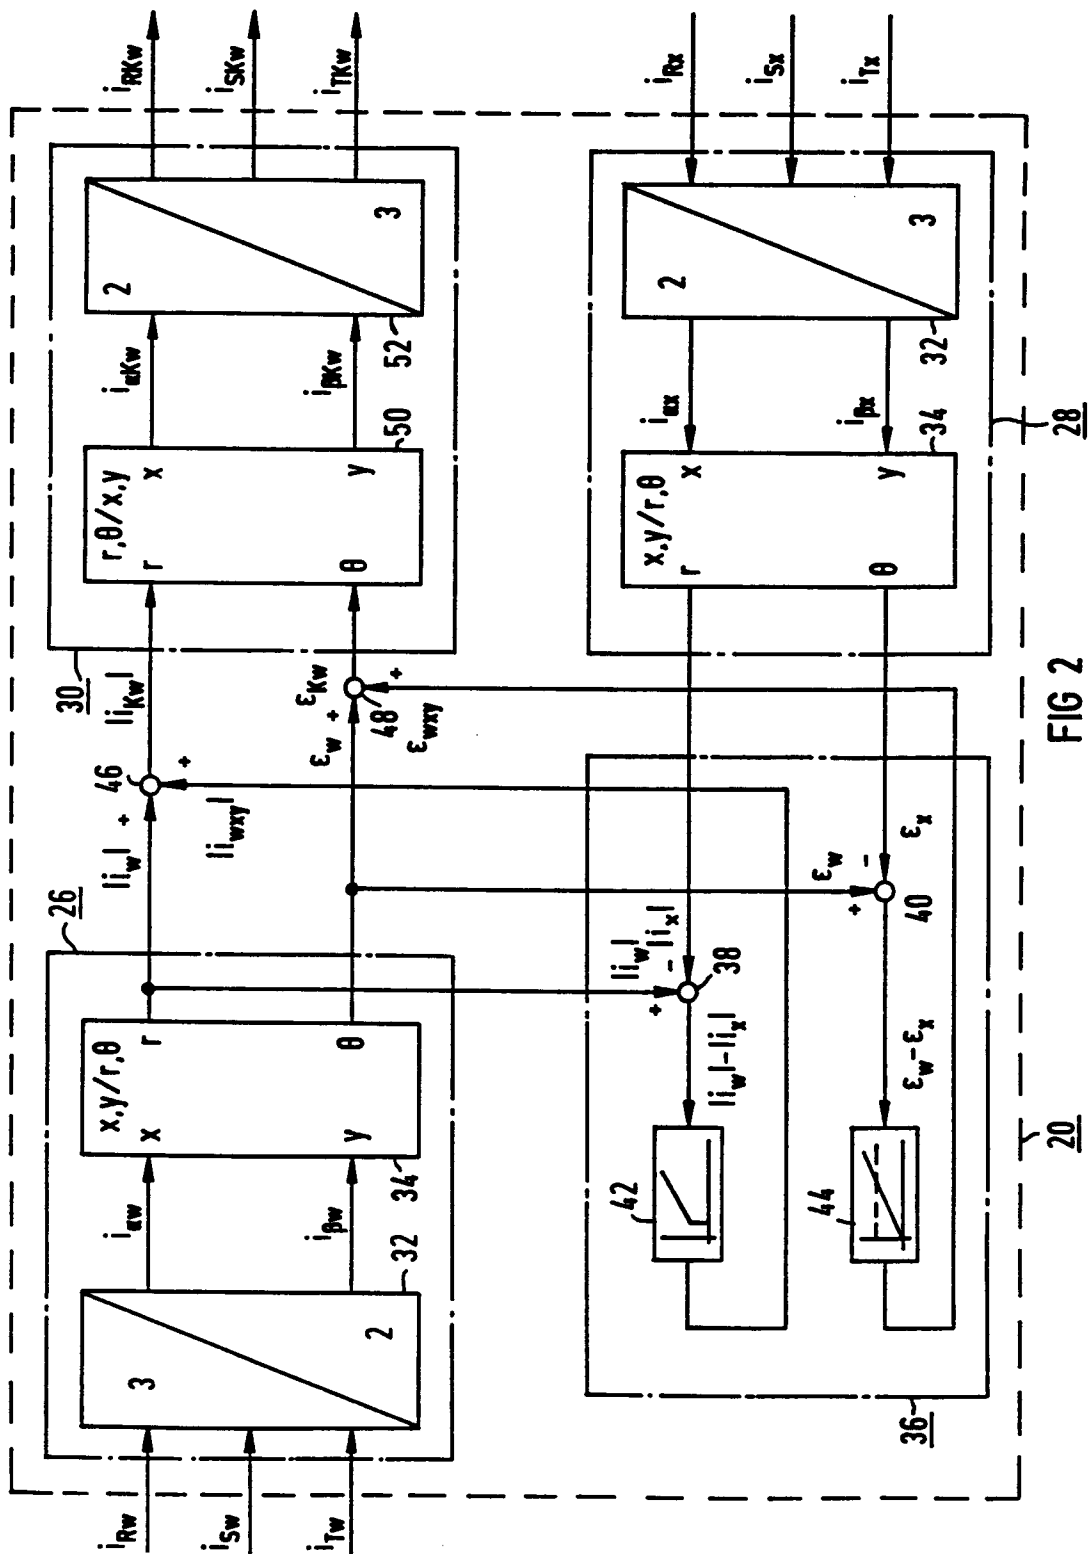 i_Rw
i_Sw
i_Tw
3
2
32
i_αw
i_βw
x,y/r,θ
x
y
r
θ
34
26
|i_w|
+
46
+
|i_wxy|
|i_Kw|
30
ε_w
+
48
ε_Kw
+
ε_wxy
r,θ/x,y
r
θ
x
y
50
i_αKw
i_βKw
2
3
52
i_RKw
i_SKw
i_TKw
36
42
44
|i_w|-|i_x|
ε_w-ε_x
+
|i_w|
-
|i_x|
38
+
ε_w
-
40
ε_x
x,y/r,θ
r
θ
x
y
34
i_αx
i_βx
2
3
32
28
i_Rx
i_Sx
i_Tx
20
FIG 2